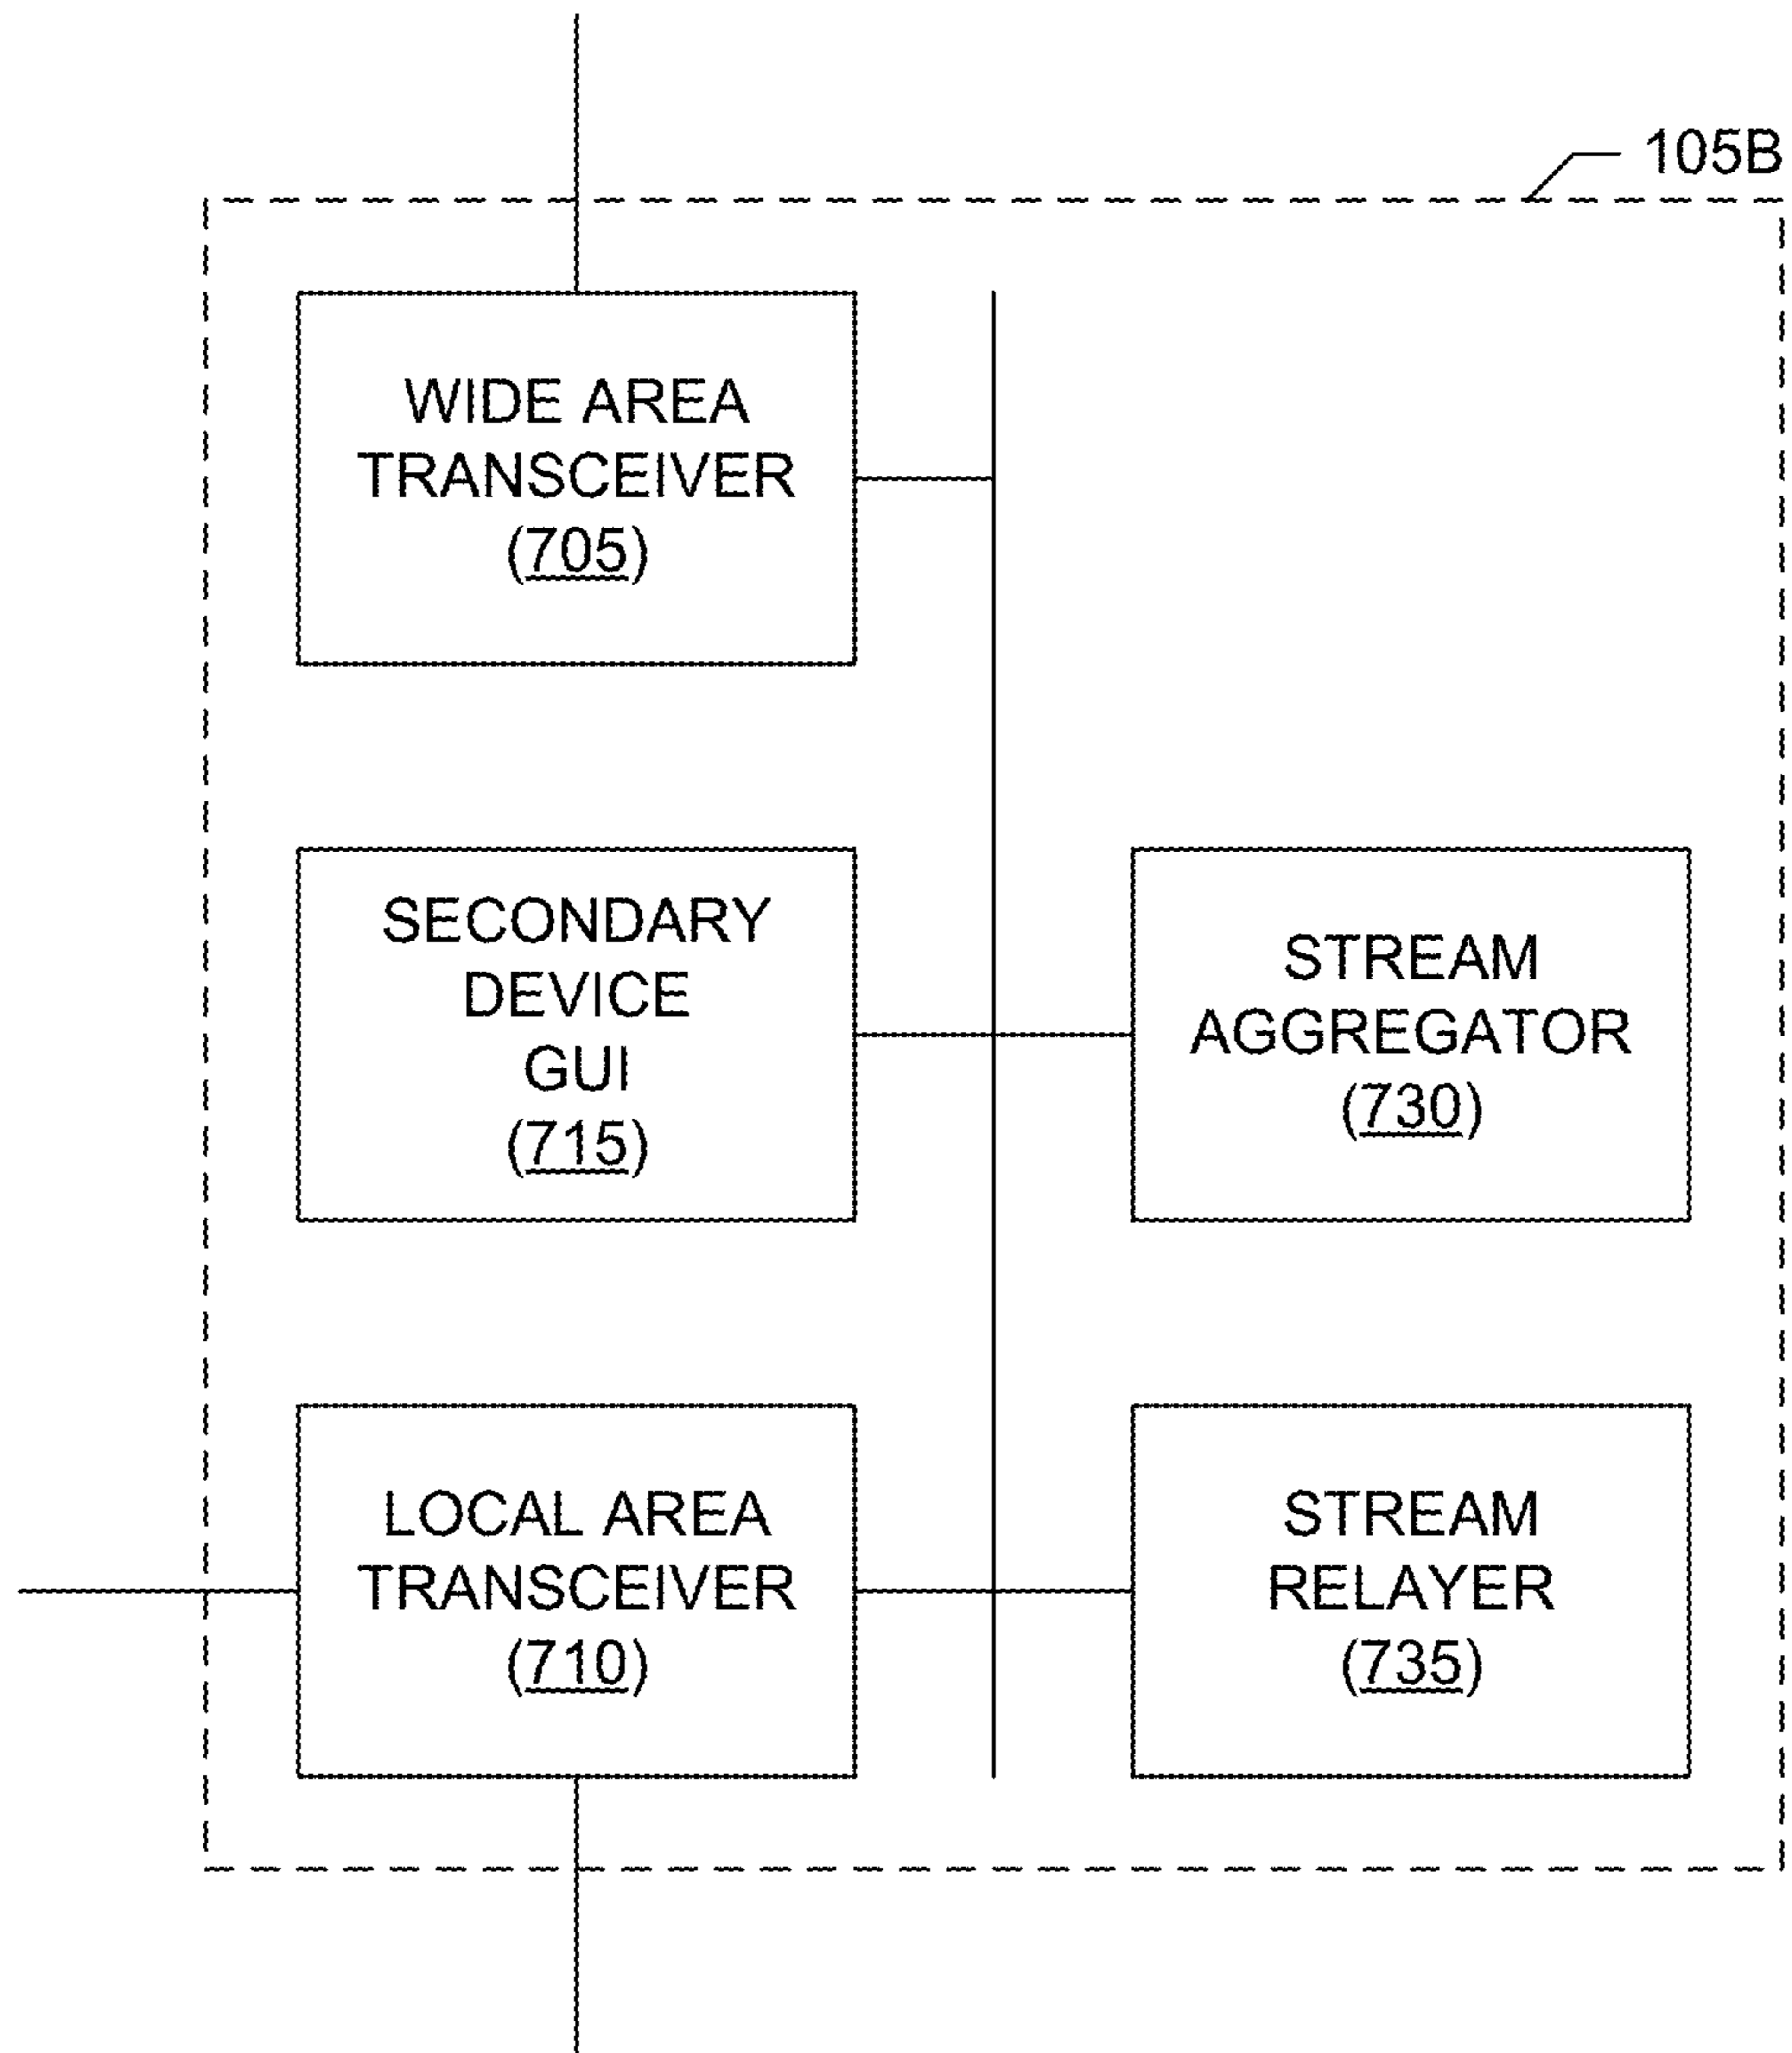 105B
WIDE AREA
TRANSCEIVER
(705)
SECONDARY
DEVICE
GUI
(715)
STREAM
AGGREGATOR
(730)
LOCAL AREA
TRANSCEIVER
(710)
STREAM
RELAYER
(735)